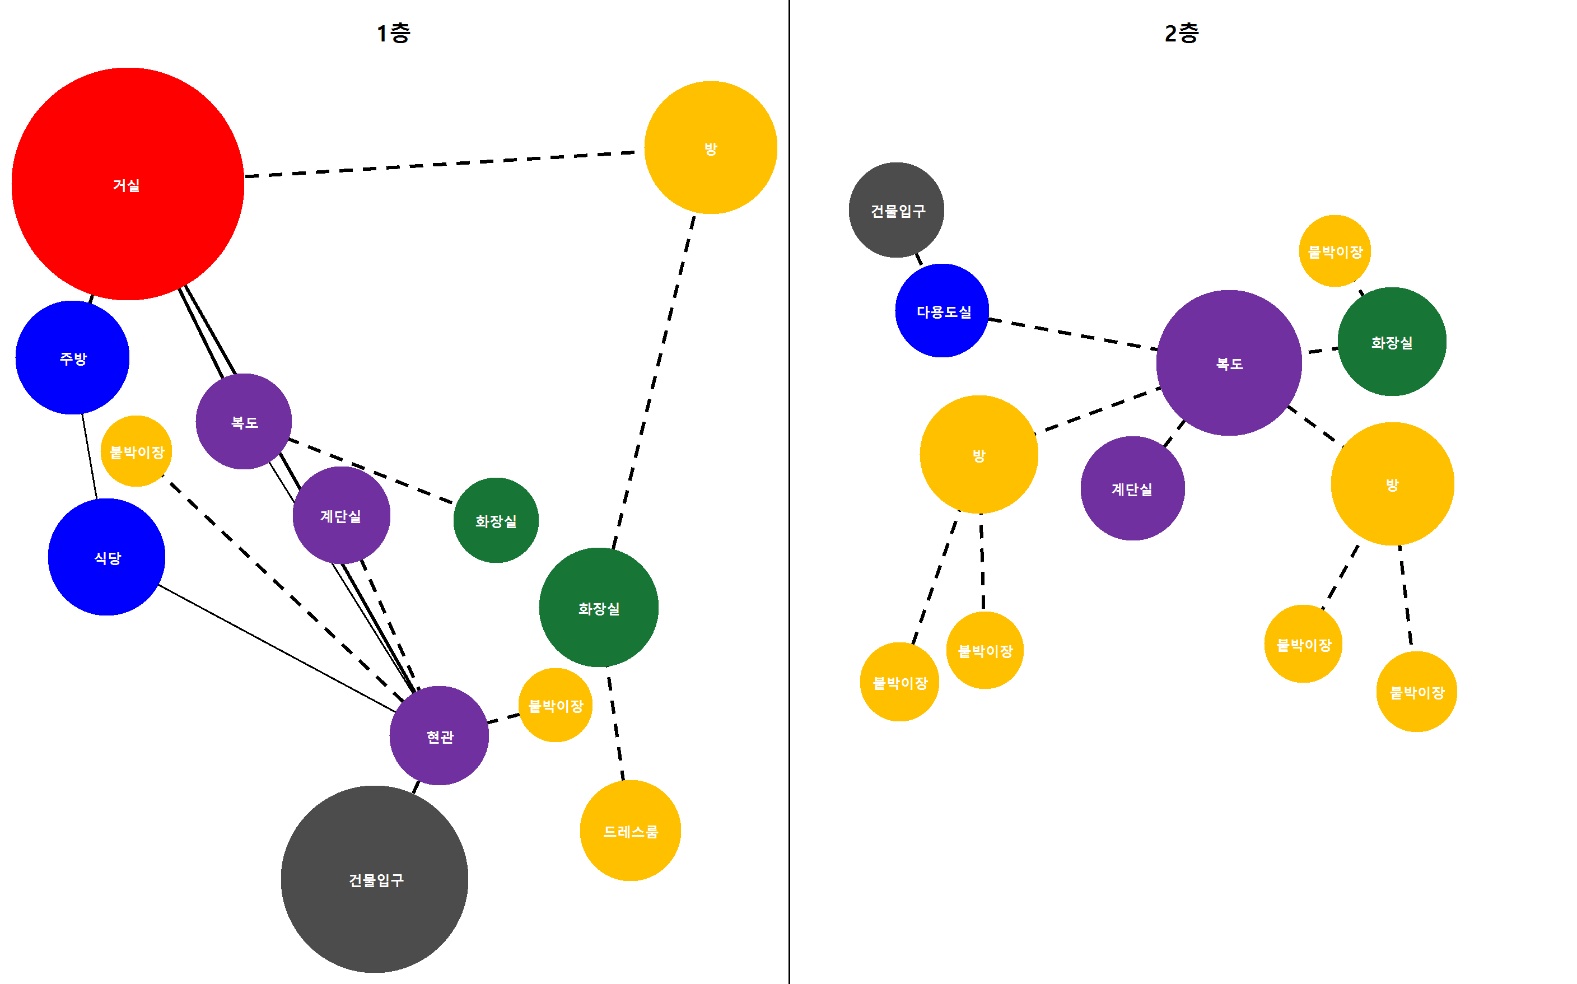 1층
거실
방
주방
복도
붙박이장
계단실
화장실
식당
화장실
붙박이장
현관
드레스룸
건물입구
2층
건물입구
붙박이장
다용도실
화장실
복도
방
방
계단실
붙박이장
붙박이장
붙박이장
붙박이장